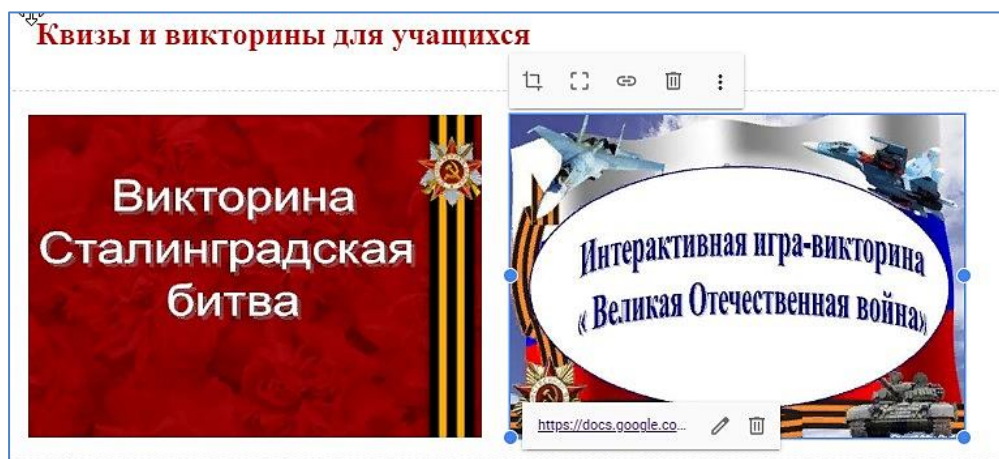 Квизы и викторины для учащихся
Викторина
Сталинградская
битва
Интерактивная игра-викторина
« Великая Отечественная война»
https://docs.google.co...